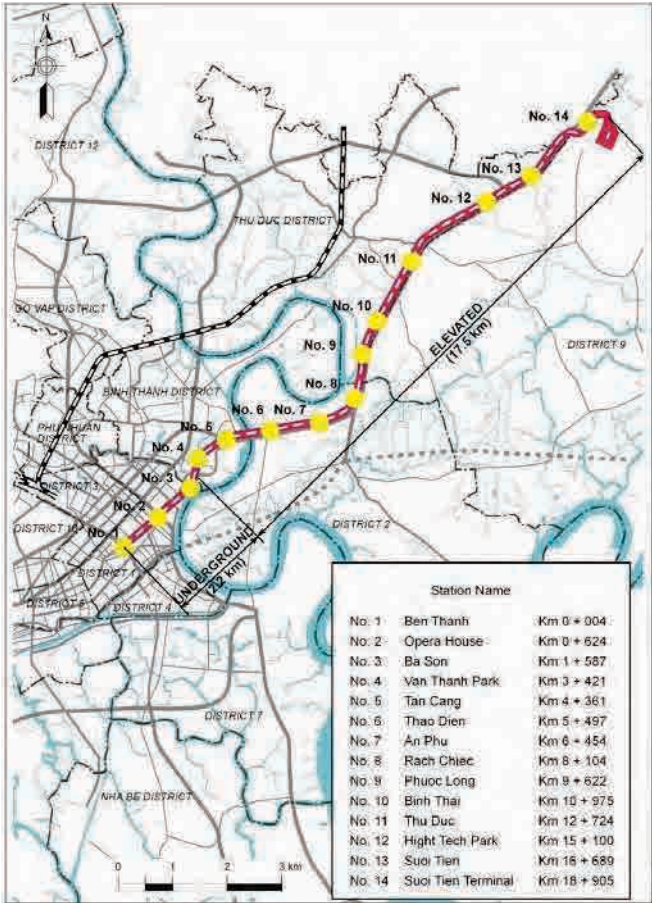 N
No. 14
DISTRICT 12
No. 13
No. 12
THU DUC DISTRICT
No. 11
GO VAP DISTRICT
No. 10
ELEVATED
(17.5 km)
No. 9
DISTRICT 9
No. 8
BINH THANH DISTRICT
No. 6
No. 7
PHU NHUAN
DISTRICT
No. 5
No. 4
DISTRICT 3
No. 3
No. 2
DISTRICT 10
No. 1
DISTRICT 2
DISTRICT 1
UNDERGROUND
(2.2 km)
DISTRICT 5
DISTRICT 4
DISTRICT 7
NHA BE DISTRICT
0 1 2 3 km
Station Name
No. 1 Ben Thanh Km 0 + 004
No. 2 Opera House Km 0 + 624
No. 3 Ba Son Km 1 + 587
No. 4 Van Thanh Park Km 3 + 421
No. 5 Tan Cang Km 4 + 361
No. 6 Thao Dien Km 5 + 497
No. 7 An Phu Km 6 + 454
No. 8 Rach Chiec Km 8 + 104
No. 9 Phuoc Long Km 9 + 622
No. 10 Binh Thai Km 10 + 975
No. 11 Thu Duc Km 12 + 724
No. 12 Hight Tech Park Km 15 + 100
No. 13 Suoi Tien Km 16 + 689
No. 14 Suoi Tien Terminal Km 18 + 905